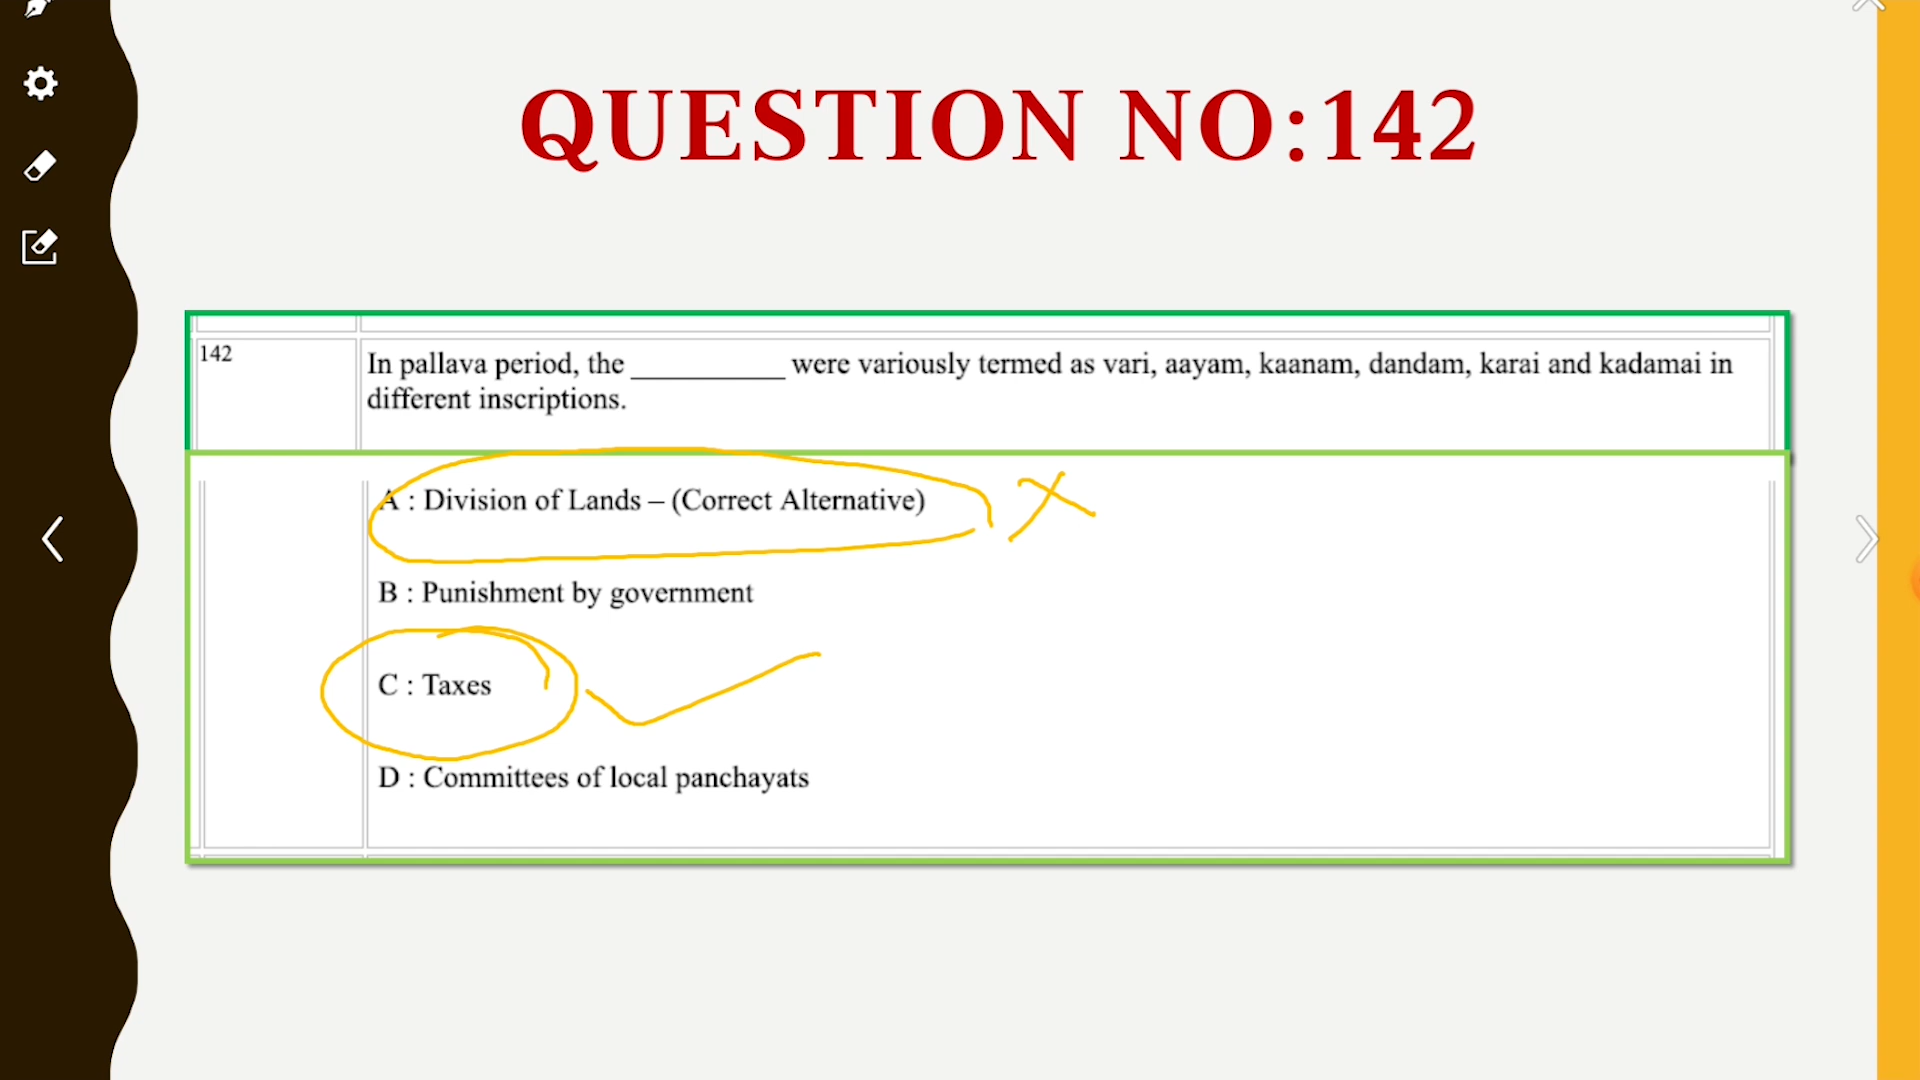 QUESTION NO:142
142
In pallava period, the ___________ were variously termed as vari, aayam, kaanam, dandam, karai and kadamai in
different inscriptions.
A : Division of Lands – (Correct Alternative)
B : Punishment by government
C : Taxes
D : Committees of local panchayats